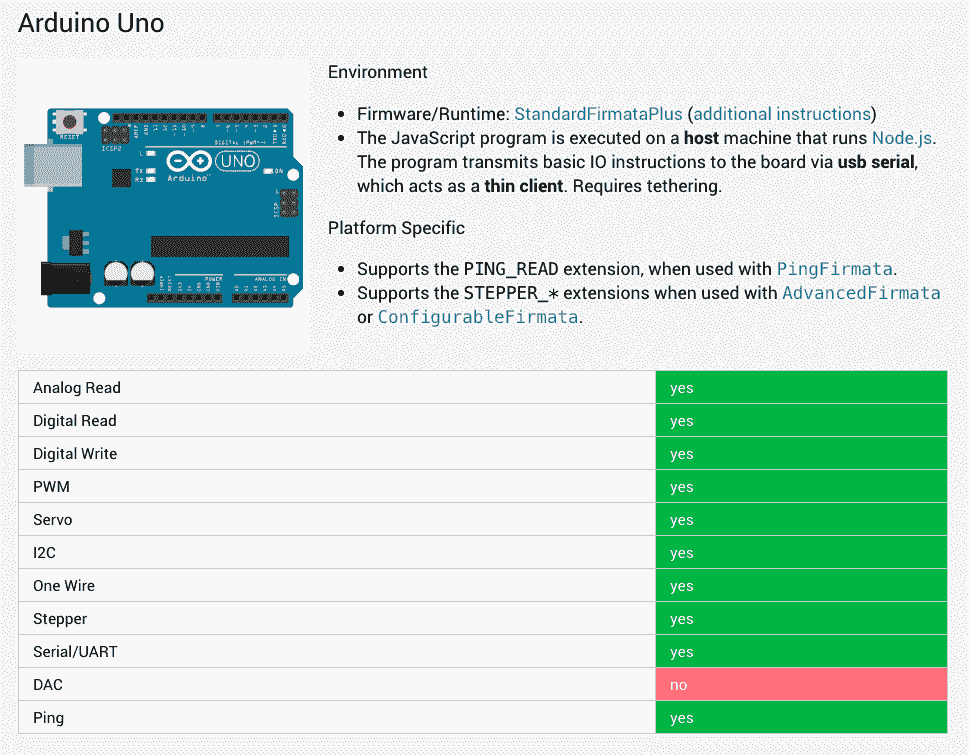 Arduino Uno
Environment
Firmware/Runtime: StandardFirmataPlus (additional instructions)
The JavaScript program is executed on a host machine that runs Node.js.
The program transmits basic IO instructions to the board via usb serial,
which acts as a thin client. Requires tethering.
Platform Specific
Supports the PING_READ extension, when used with PingFirmata.
Supports the STEPPER_* extensions when used with AdvancedFirmata
or ConfigurableFirmata.
RESET
ICSP2
AREF
GND
DIGITAL (PWM~)
L
TX
RX
UNO
Arduino
ON
ICSP
POWER
ANALOG IN
Analog Read yes
Digital Read yes
Digital Write yes
PWM yes
Servo yes
I2C yes
One Wire yes
Stepper yes
Serial/UART yes
DAC no
Ping yes